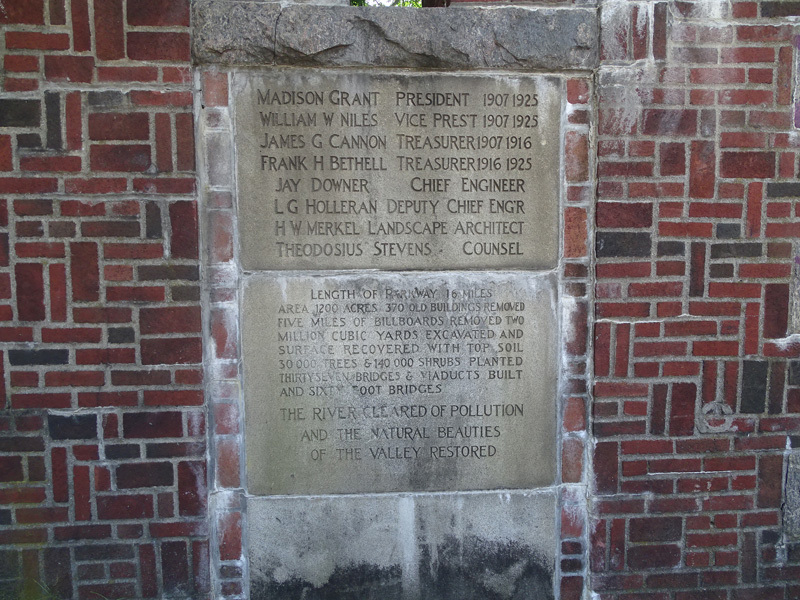 MADISON GRANT PRESIDENT 1907 1925
WILLIAM W NILES VICE PRES'T 1907 1925
JAMES G CANNON TREASURER 1907 1916
FRANK H BETHELL TREASURER 1916 1925
JAY DOWNER CHIEF ENGINEER
L G HOLLERAN DEPUTY CHIEF ENG'R
H W MERKEL LANDSCAPE ARCHITECT
THEODOSIUS STEVENS · COUNSEL
LENGTH OF PARKWAY 16 MILES
AREA 1200 ACRES 370 OLD BUILDINGS REMOVED
FIVE MILES OF BILLBOARDS REMOVED TWO
MILLION CUBIC YARDS EXCAVATED AND
SURFACE RECOVERED WITH TOP SOIL
30 000 TREES & 140 000 SHRUBS PLANTED
THIRTYSEVEN BRIDGES & VIADUCTS BUILT
AND SIXTY FOOT BRIDGES
THE RIVER CLEARED OF POLLUTION
AND THE NATURAL BEAUTIES
OF THE VALLEY RESTORED